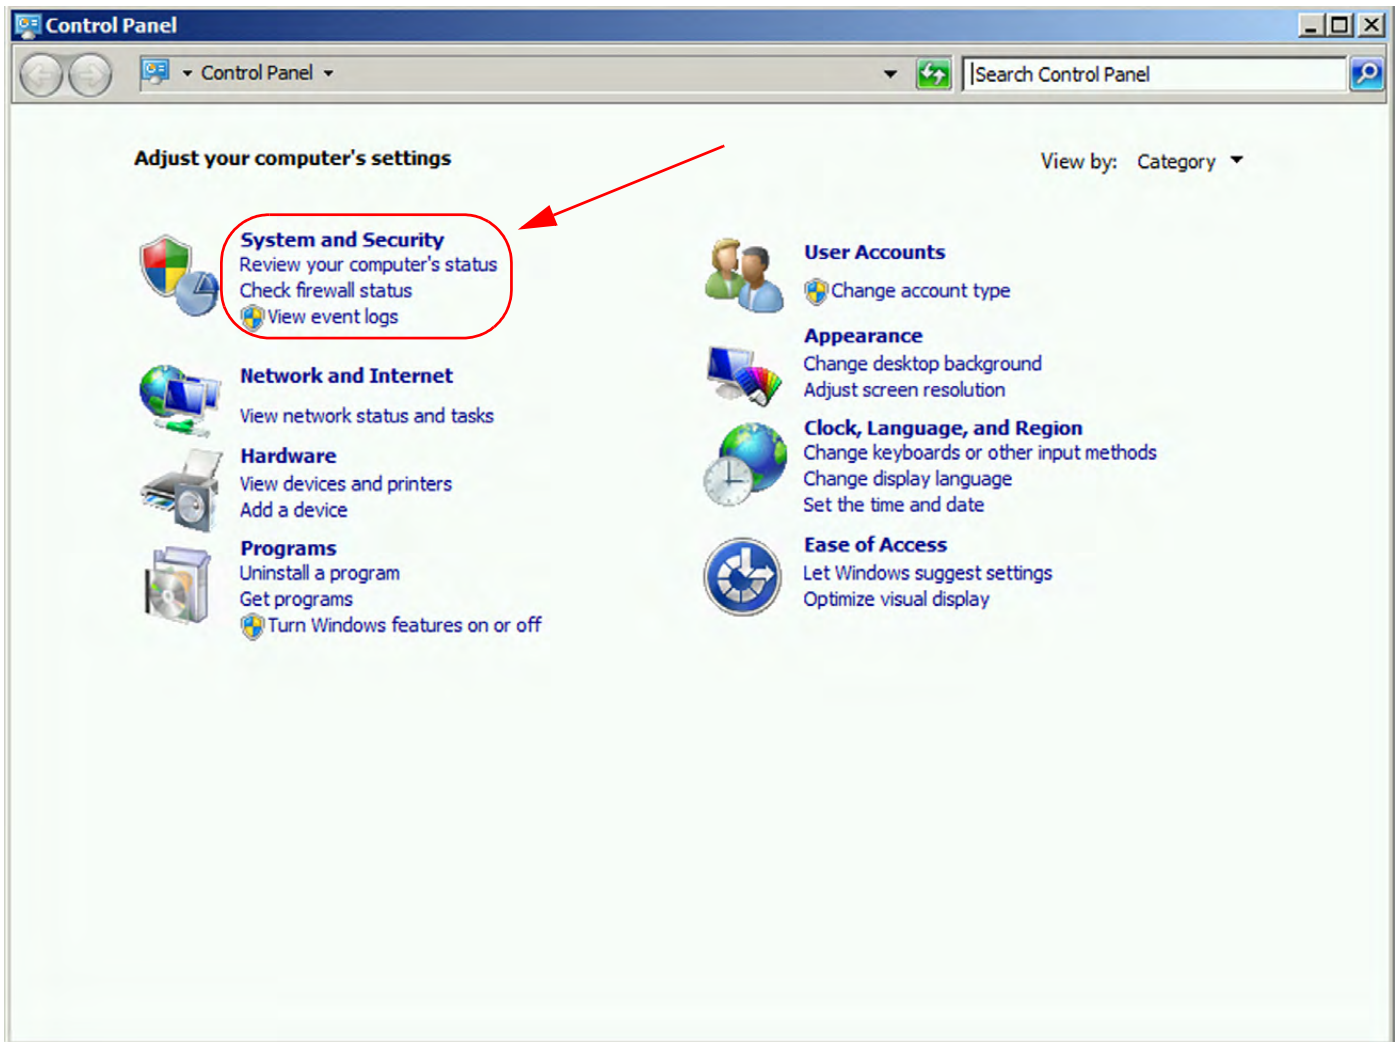 Control Panel
Control Panel
Search Control Panel
Adjust your computer's settings
View by: Category
System and Security
Review your computer's status
Check firewall status
View event logs
Network and Internet
View network status and tasks
Hardware
View devices and printers
Add a device
Programs
Uninstall a program
Get programs
Turn Windows features on or off
User Accounts
Change account type
Appearance
Change desktop background
Adjust screen resolution
Clock, Language, and Region
Change keyboards or other input methods
Change display language
Set the time and date
Ease of Access
Let Windows suggest settings
Optimize visual display